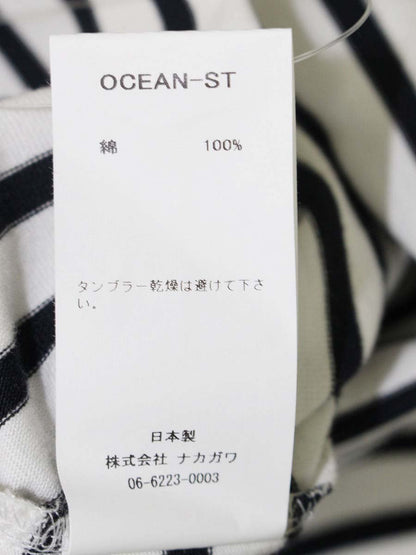 OCEAN-ST
綿 100%
タンブラー乾燥は避けて下さ
い。
日本製
株式会社 ナカガワ
06-6223-0003